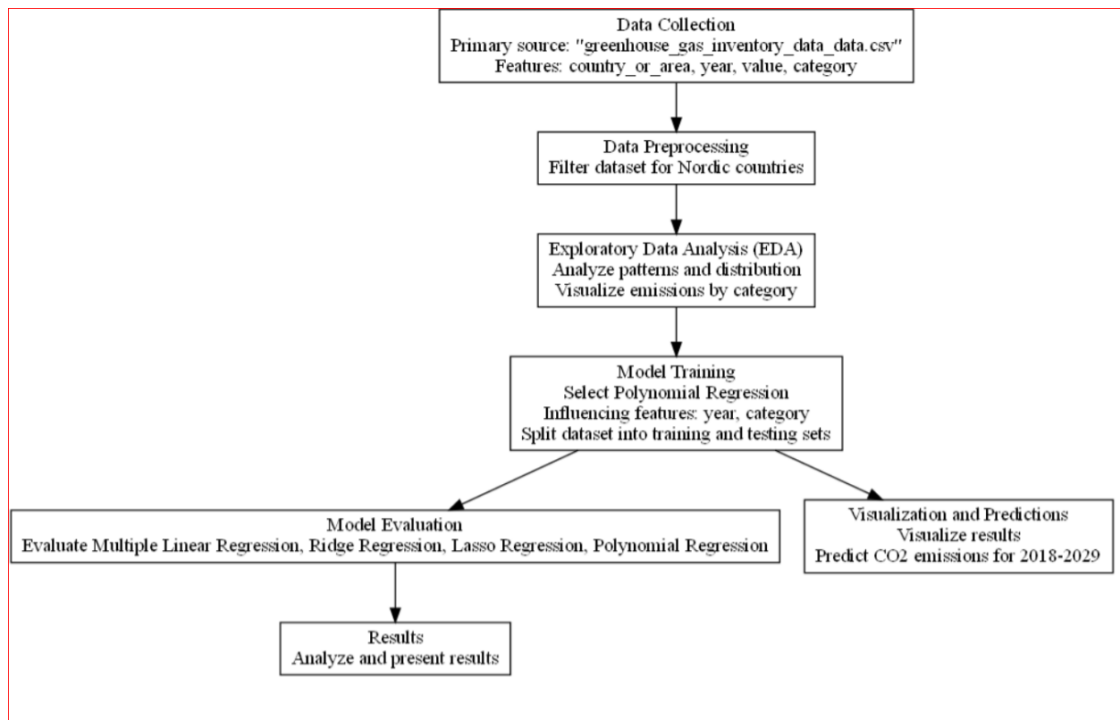 Data Collection
Primary source: "greenhouse_gas_inventory_data_data.csv"
Features: country_or_area, year, value, category
Data Preprocessing
Filter dataset for Nordic countries
Exploratory Data Analysis (EDA)
Analyze patterns and distribution
Visualize emissions by category
Model Training
Select Polynomial Regression
Influencing features: year, category
Split dataset into training and testing sets
Model Evaluation
Evaluate Multiple Linear Regression, Ridge Regression, Lasso Regression, Polynomial Regression
Visualization and Predictions
Visualize results
Predict CO2 emissions for 2018-2029
Results
Analyze and present results